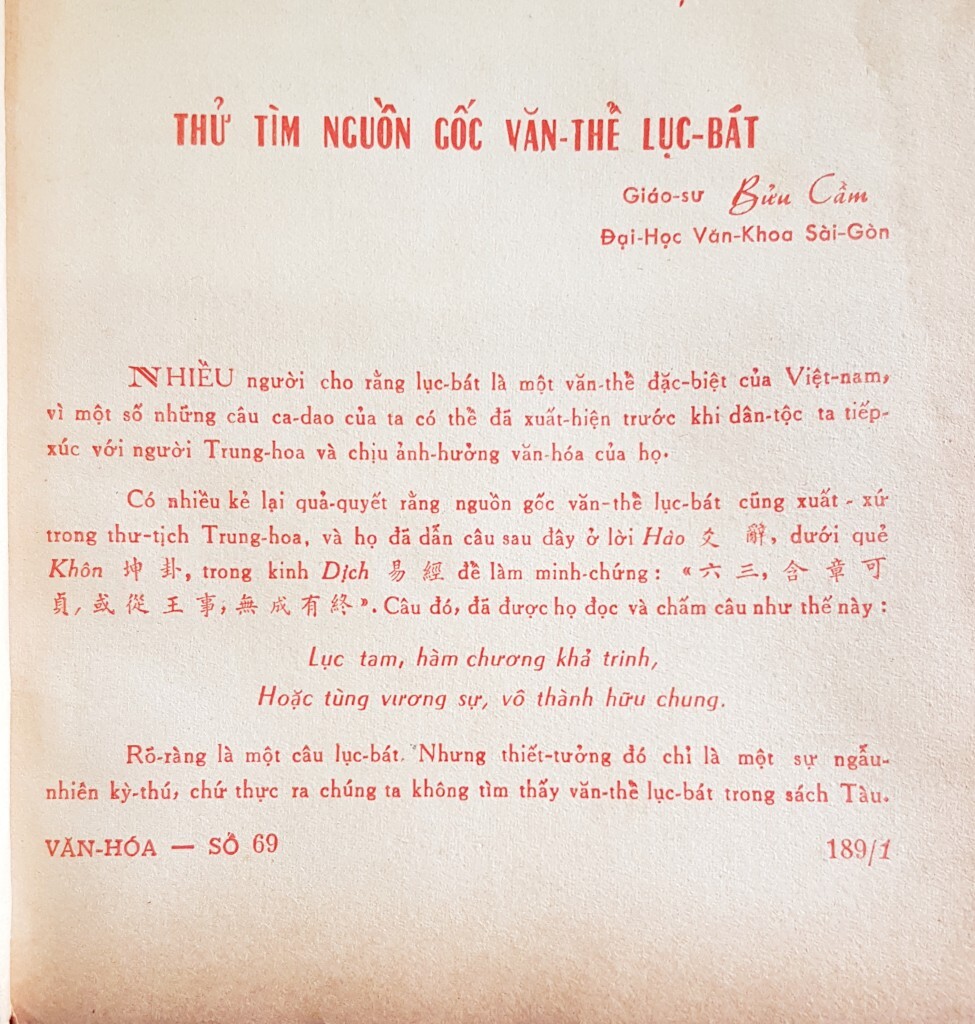 THỬ TÌM NGUỒN GỐC VĂN-THỂ LỤC-BÁT
Giáo-sư Bửu Cầm
Đại-Học Văn-Khoa Sài-Gòn
NHIỀU người cho rằng lục-bát là một văn-thể đặc-biệt của Việt-nam,
vì một số những câu ca-dao của ta có thể đã xuất-hiện trước khi dân-tộc ta tiếp-
xúc với người Trung-hoa và chịu ảnh-hưởng văn-hóa của họ.
Có nhiều kẻ lại quả-quyết rằng nguồn gốc văn-thể lục-bát cũng xuất-xứ
trong thư-tịch Trung-hoa, và họ đã dẫn câu sau đây ở lời Hào 爻 辭, dưới quẻ
Khôn 坤 卦, trong kinh Dịch 易 經 để làm minh-chứng : « 六 三, 含 章 可
貞, 或 從 王 事, 無 成 有 終 ». Câu đó, đã được họ đọc và chấm câu như thế này :
Lục tam, hàm chương khả trinh,
Hoặc tùng vương sự, vô thành hữu chung.
Rõ-ràng là một câu lục-bát. Nhưng thiết-tưởng đó chỉ là một sự ngẫu-
nhiên kỳ-thú, chứ thực ra chúng ta không tìm thấy văn-thể lục-bát trong sách Tàu.
VĂN-HÓA — SỐ 69 189/1